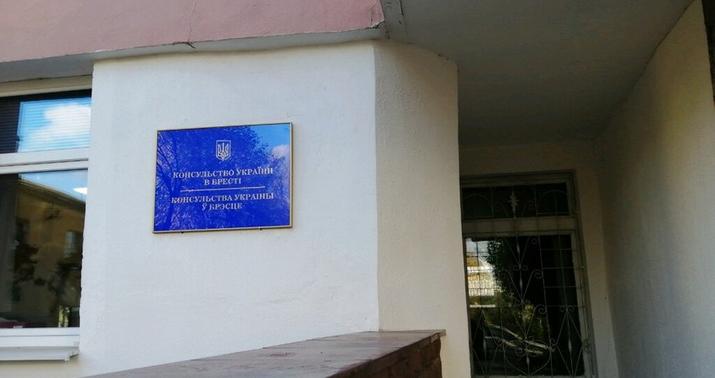 КОНСУЛЬСТВО УКРАЇНИ
В БРЕСТІ
КОНСУЛЬСТВА УКРАІНЫ
Ў БРЭСЦЕ